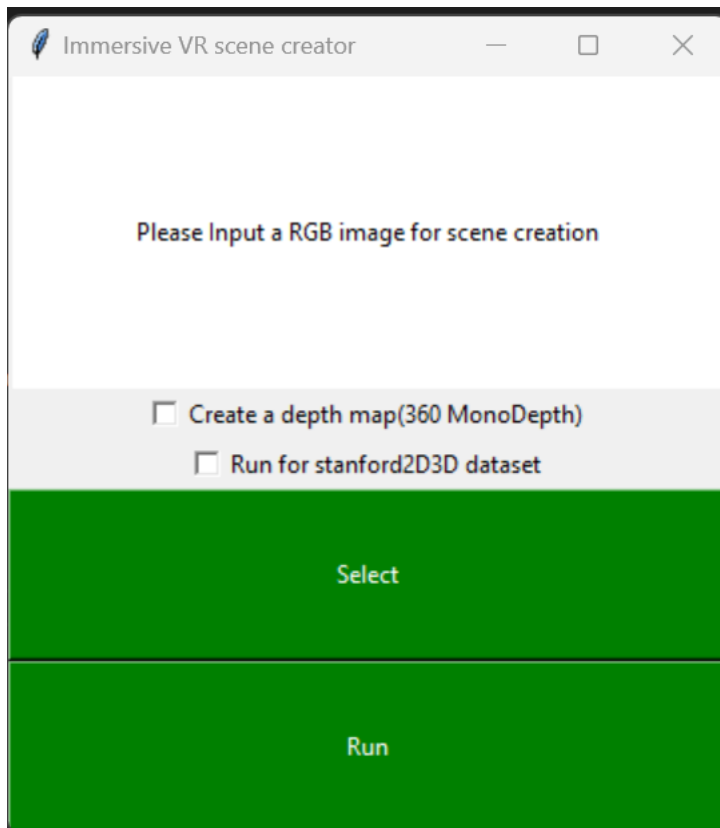 Immersive VR scene creator
Please Input a RGB image for scene creation
Create a depth map(360 MonoDepth)
Run for stanford2D3D dataset
Select
Run